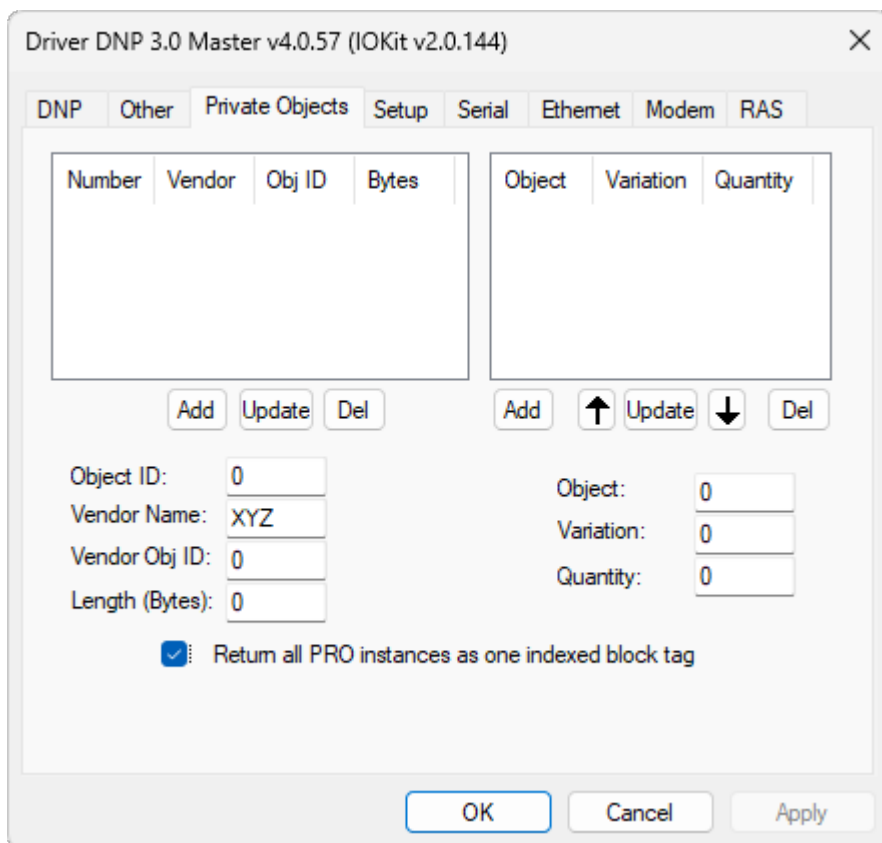 Driver DNP 3.0 Master v4.0.57 (IOKit v2.0.144)
DNP Other Private Objects Setup Serial Ethernet Modem RAS
Number Vendor Obj ID Bytes
Object Variation Quantity
Add Update Del
Add Update Del
Object ID: 0
Vendor Name: XYZ
Vendor Obj ID: 0
Length (Bytes): 0
Object: 0
Variation: 0
Quantity: 0
Return all PRO instances as one indexed block tag
OK Cancel Apply